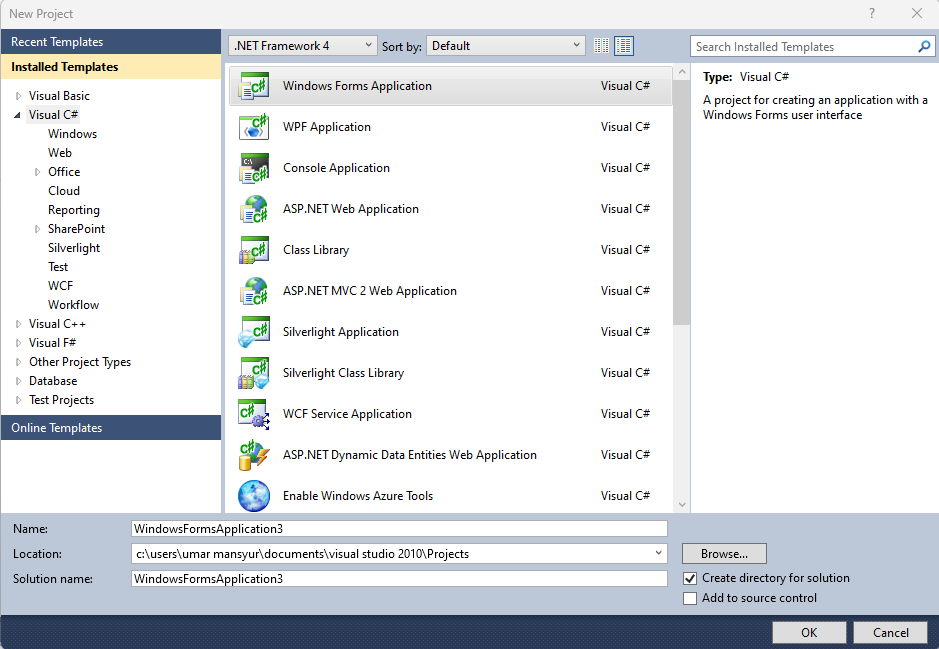 New Project
?
Recent Templates
Installed Templates
Visual Basic
Visual C#
Windows
Web
Office
Cloud
Reporting
SharePoint
Silverlight
Test
WCF
Workflow
Visual C++
Visual F#
Other Project Types
Database
Test Projects
Online Templates
.NET Framework 4 Sort by: Default
Windows Forms Application Visual C#
WPF Application Visual C#
Console Application Visual C#
ASP.NET Web Application Visual C#
Class Library Visual C#
ASP.NET MVC 2 Web Application Visual C#
Silverlight Application Visual C#
Silverlight Class Library Visual C#
WCF Service Application Visual C#
ASP.NET Dynamic Data Entities Web Application Visual C#
Enable Windows Azure Tools Visual C#
Search Installed Templates
Type: Visual C#
A project for creating an application with a
Windows Forms user interface
Name: WindowsFormsApplication3
Location: c:\users\umar mansyur\documents\visual studio 2010\Projects Browse...
Solution name: WindowsFormsApplication3
Create directory for solution
Add to source control
OK Cancel